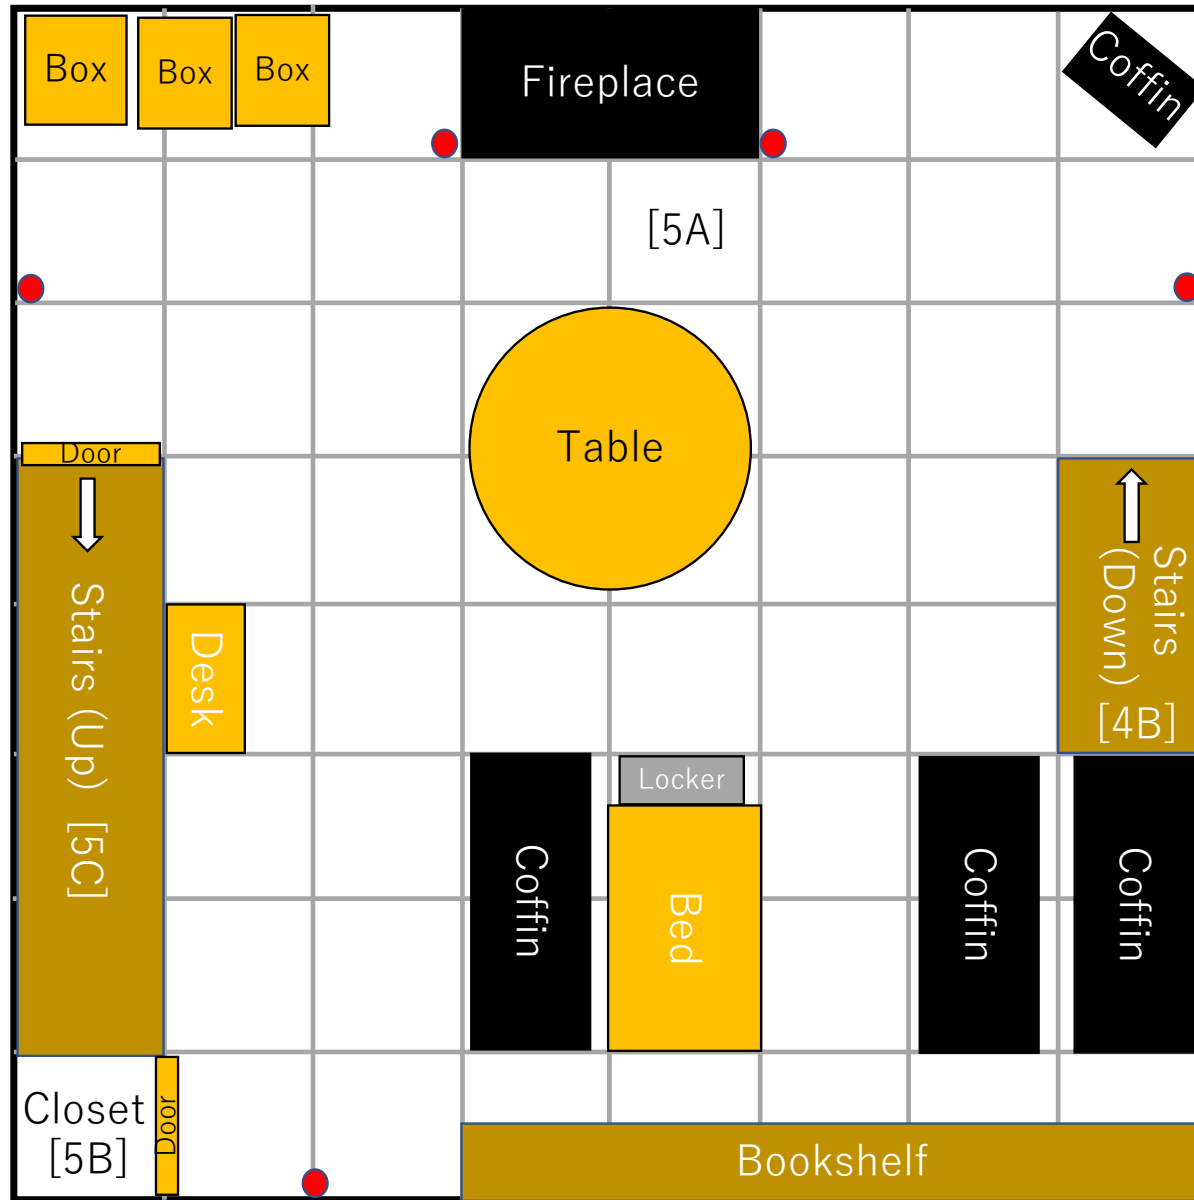 Box
Box
Box
Fireplace
Coffin
[5A]
Table
Door
Stairs (Up) [5C]
Desk
Stairs
(Down) [4B]
Locker
Coffin
Bed
Coffin
Coffin
Closet
[5B]
Door
Bookshelf